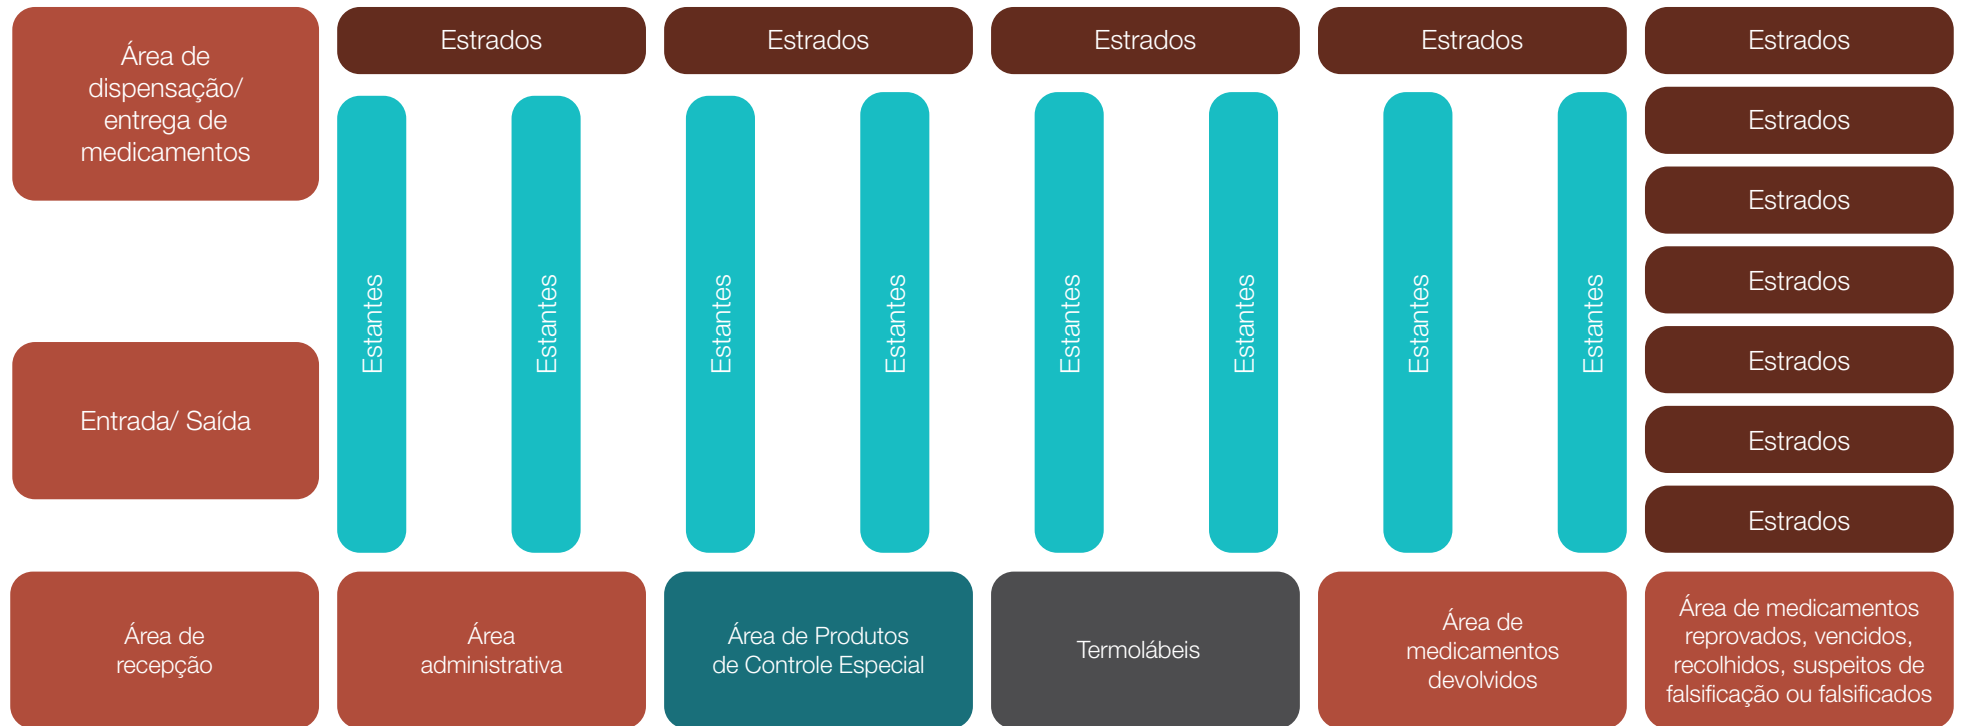 Área de
dispensação/
entrega de
medicamentos
Estrados
Estrados
Estrados
Estrados
Estrados
Estrados
Estrados
Estrados
Estrados
Estrados
Estrados
Estantes
Estantes
Estantes
Estantes
Estantes
Estantes
Estantes
Estantes
Entrada/ Saída
Área de
recepção
Área
administrativa
Área de Produtos
de Controle Especial
Termolábeis
Área de
medicamentos
devolvidos
Área de medicamentos
reprovados, vencidos,
recolhidos, suspeitos de
falsificação ou falsificados